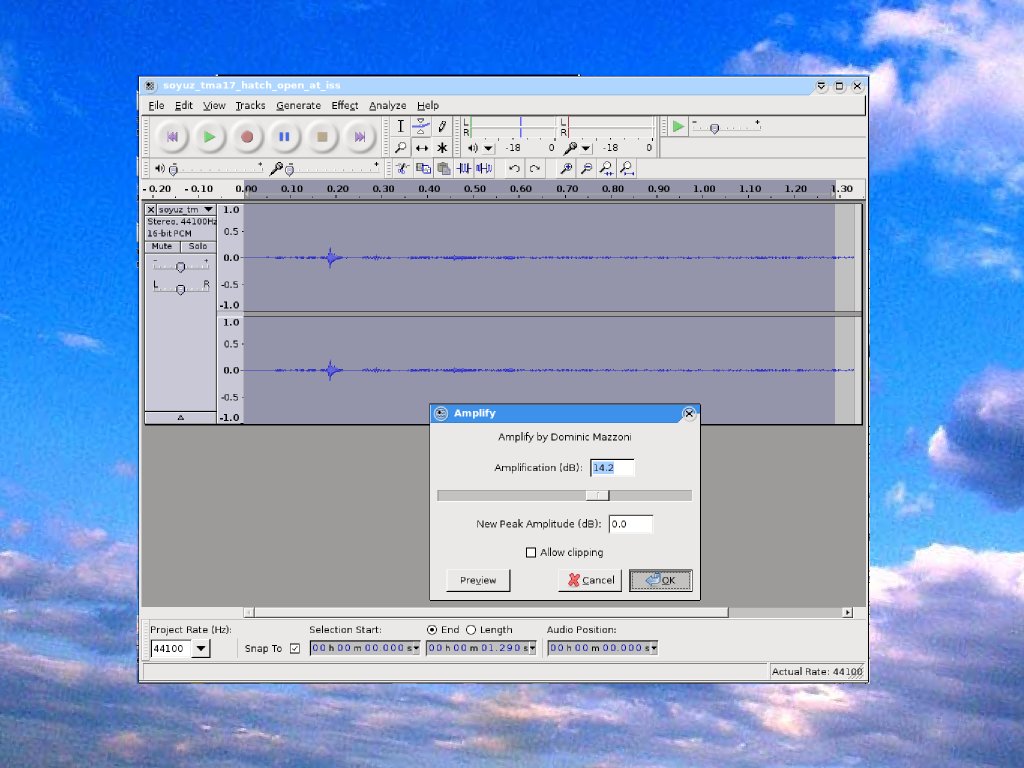 soyuz_tma17_hatch_open_at_iss
File Edit View Tracks Generate Effect Analyze Help
L
R
-18 0
L
R
-18 0
- +
- 0.20 - 0.10 0.00 0.10 0.20 0.30 0.40 0.50 0.60 0.70 0.80 0.90 1.00 1.10 1.20 1.30
soyuz_tm
Stereo, 44100Hz
16-bit PCM
Mute Solo
- +
L R
1.0
0.5
0.0
-0.5
-1.0
1.0
0.5
0.0
-0.5
-1.0
Amplify
Amplify by Dominic Mazzoni
Amplification (dB): 14.2
New Peak Amplitude (dB): 0.0
Allow clipping
Preview Cancel OK
Project Rate (Hz):
44100
Snap To
Selection Start:
00 h 00 m 00.000 s
End Length
00 h 00 m 01.290 s
Audio Position:
00 h 00 m 00.000 s
Actual Rate: 44100